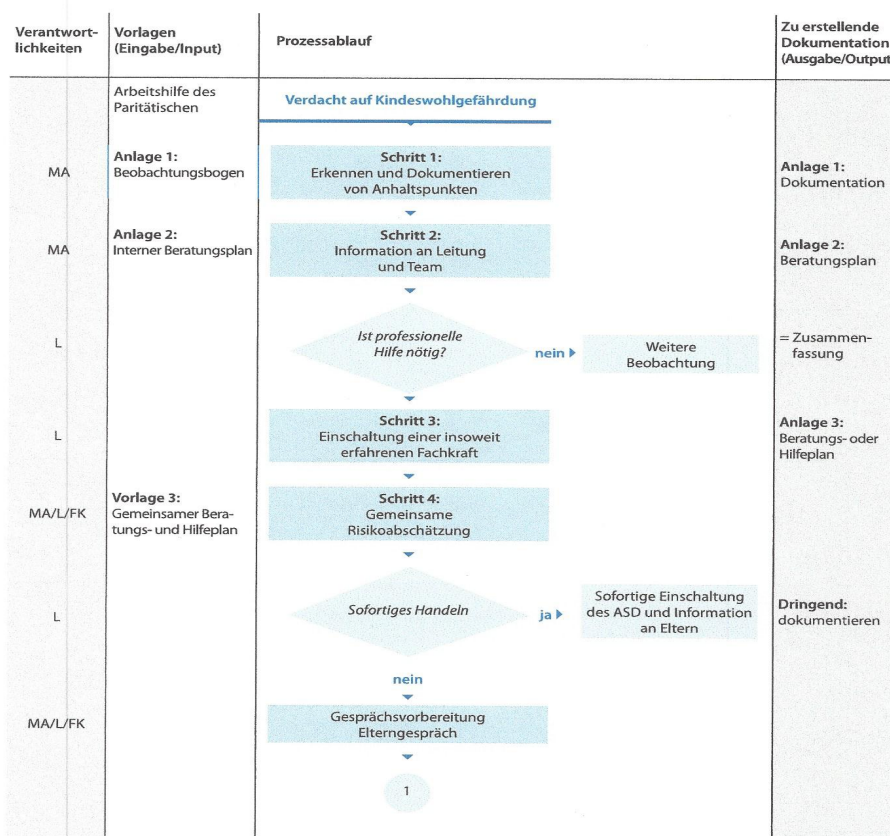 Verantwort-
lichkeiten
Vorlagen
(Eingabe/Input)
Prozessablauf
Zu erstellende
Dokumentation
(Ausgabe/Output
Arbeitshilfe des
Paritätischen
Verdacht auf Kindeswohlgefährdung
MA
Anlage 1:
Beobachtungsbogen
Schritt 1:
Erkennen und Dokumentieren
von Anhaltspunkten
Anlage 1:
Dokumentation
MA
Anlage 2:
Interner Beratungsplan
Schritt 2:
Information an Leitung
und Team
Anlage 2:
Beratungsplan
L
Ist professionelle
Hilfe nötig?
nein
Weitere
Beobachtung
= Zusammen-
fassung
L
Schritt 3:
Einschaltung einer insoweit
erfahrenen Fachkraft
Anlage 3:
Beratungs- oder
Hilfeplan
MA/L/FK
Vorlage 3:
Gemeinsamer Bera-
tungs- und Hilfeplan
Schritt 4:
Gemeinsame
Risikoabschätzung
L
Sofortiges Handeln
ja
Sofortige Einschaltung
des ASD und Information
an Eltern
Dringend:
dokumentieren
nein
MA/L/FK
Gesprächsvorbereitung
Elterngespräch
1